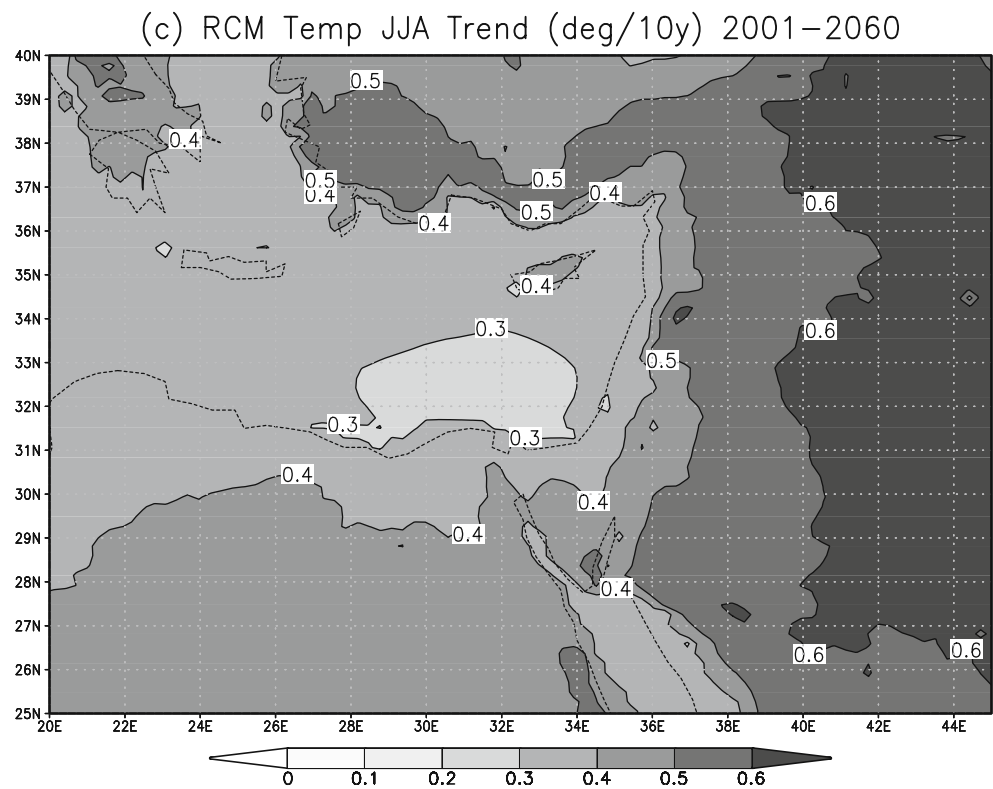 (c) RCM Temp JJA Trend (deg/10y) 2001−2060
40N
0.5
39N
38N
0.4
37N
0.5
0.5
0.4
0.4
0.6
36N
0.4
0.5
35N
0.4
34N
0.3
0.6
33N
0.5
32N
0.3
0.3
31N
0.4
30N
0.4
29N
0.4
28N
0.4
27N
0.6
0.6
26N
25N
20E 22E 24E 26E 28E 30E 32E 34E 36E 38E 40E 42E 44E
0 0.1 0.2 0.3 0.4 0.5 0.6